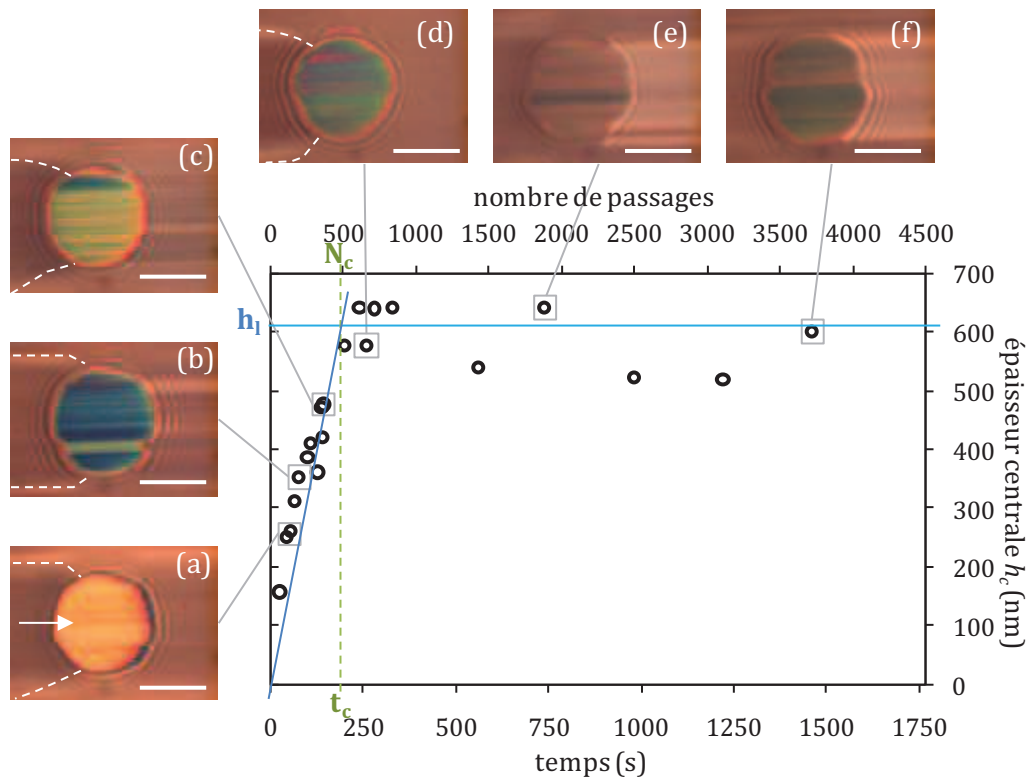 (d)
(e)
(f)
(c)
nombre de passages
0 500 1000 1500 2000 2500 3000 3500 4000 4500
N_c
700
h_l
600
(b)
500
400
300
(a)
200
100
0
épaisseur centrale h_c (nm)
t_c
0 250 500 750 1000 1250 1500 1750
temps (s)